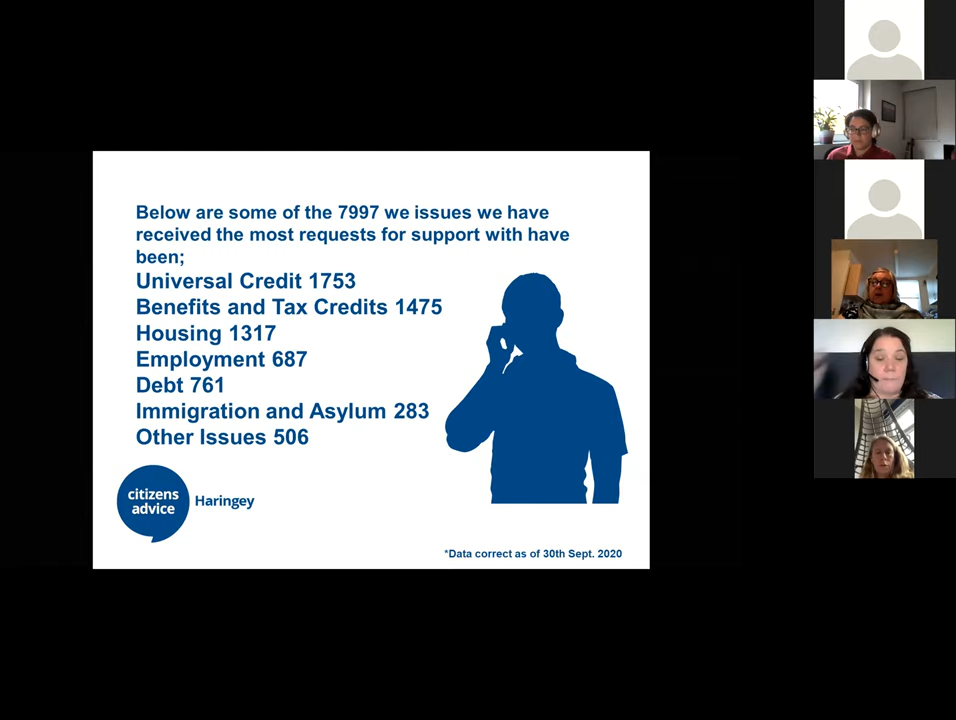 Below are some of the 7997 we issues we have
received the most requests for support with have
been;
Universal Credit 1753
Benefits and Tax Credits 1475
Housing 1317
Employment 687
Debt 761
Immigration and Asylum 283
Other Issues 506
citizens
advice
Haringey
*Data correct as of 30th Sept. 2020